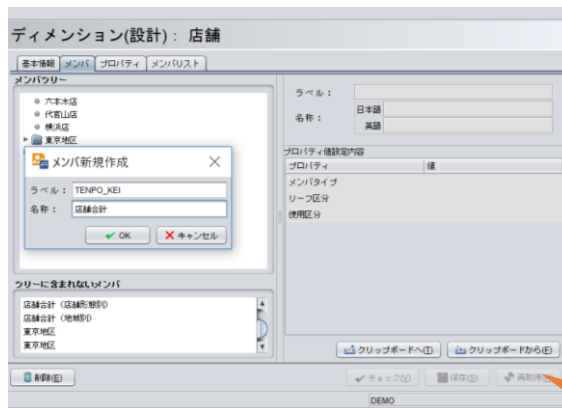 ディメンション(設計)： 店舗
基本情報 メンバ プロパティ メンバリスト
メンバツリー
六本木店
代官山店
横浜店
東京地区
メンバ新規作成
ラベル： TENPO_KEI
名称： 店舗合計
OK キャンセル
ツリーに含まれないメンバ
店舗合計（店舗形態別）
店舗合計（地域別）
東京地区
東京地区
ラベル：
名称： 日本語
英語
プロパティ値設定内容
プロパティ 値
メンバタイプ
リーフ区分
使用区分
クリップボードへ(T) クリップボードから(F)
削除(E)
チェック(V) 保存(S) 再取得
DEMO